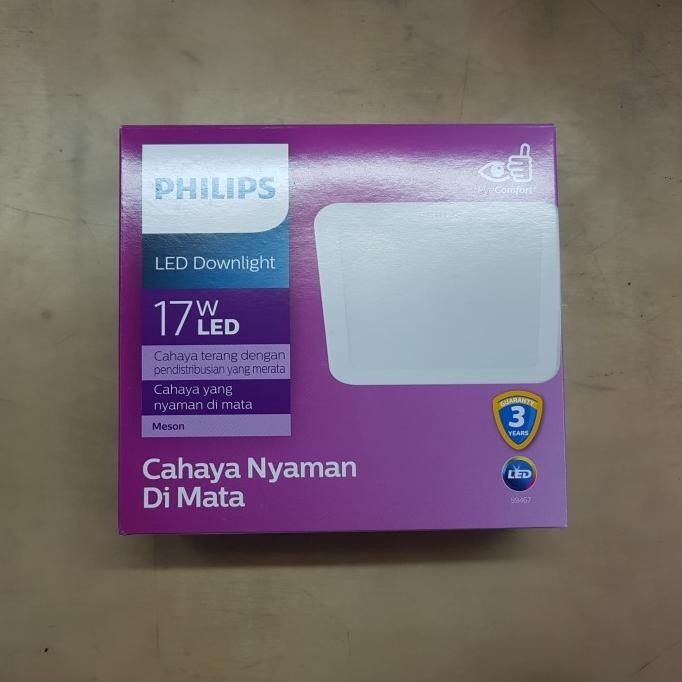 PHILIPS
EyeComfort
LED Downlight
17W
LED
Cahaya terang dengan
pendistribusian yang merata
Cahaya yang
nyaman di mata
Meson
GUARANTY
3
YEARS
Cahaya Nyaman
Di Mata
LED
59467